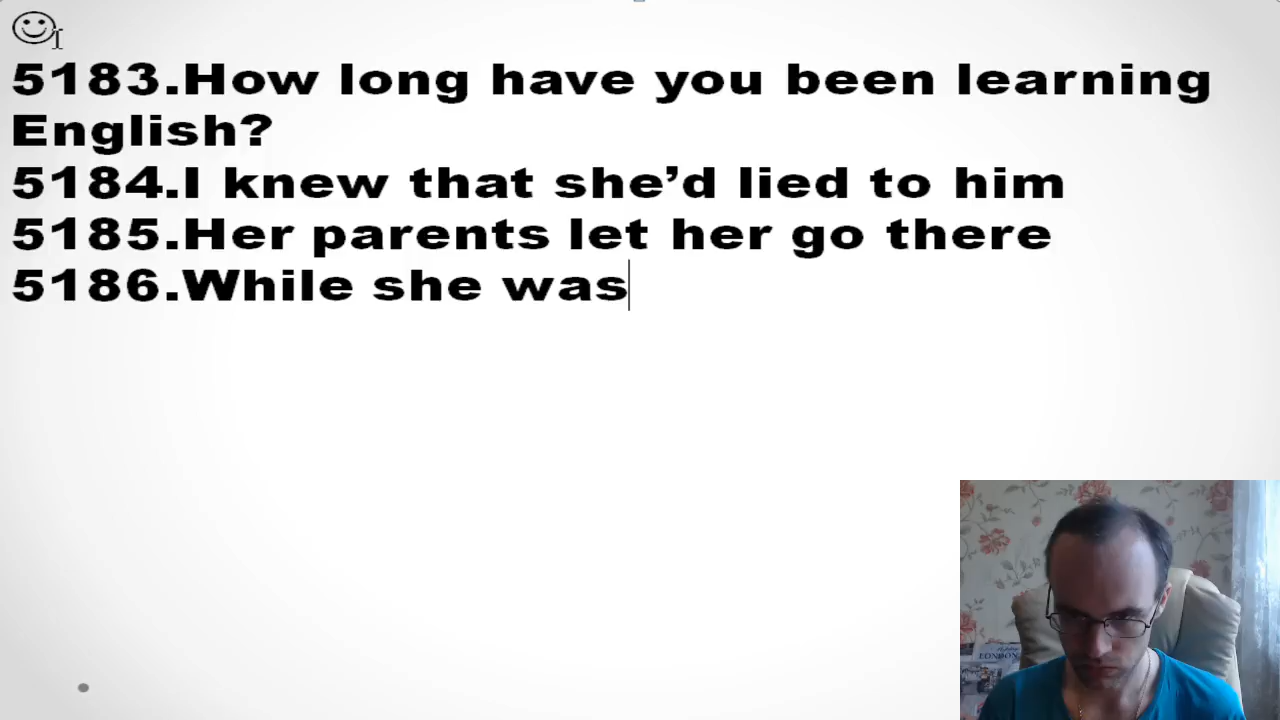 5183.How long have you been learning
English?
5184.I knew that she’d lied to him
5185.Her parents let her go there
5186.While she was
LONDON